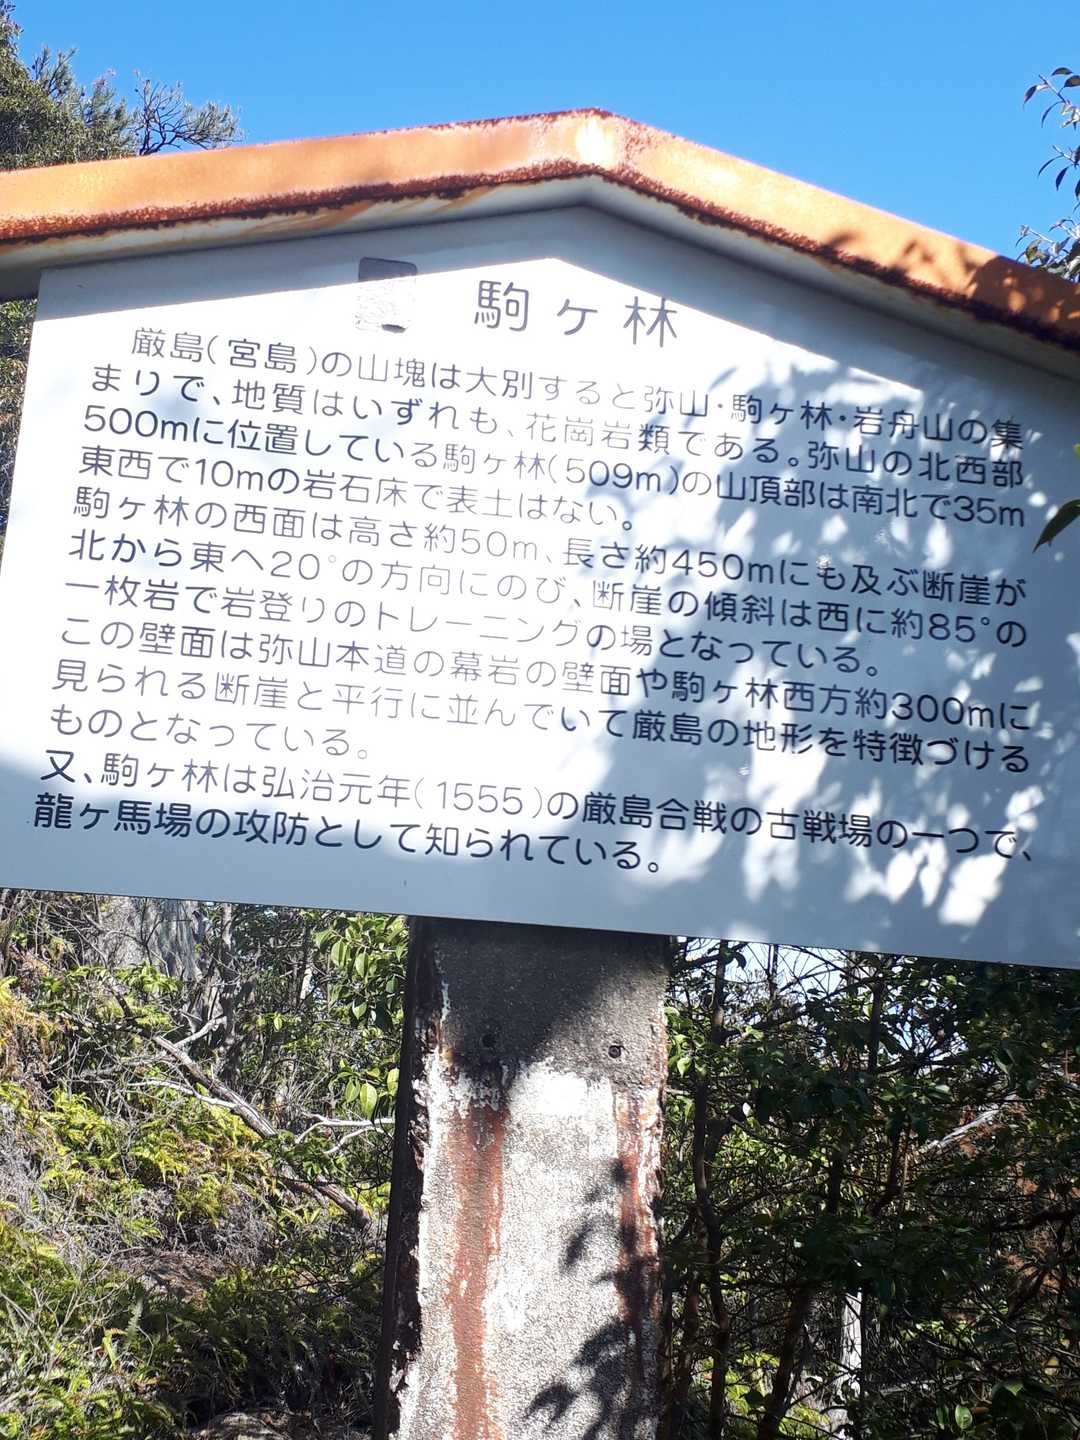 駒ヶ林
厳島(宮島)の山塊は大別すると弥山・駒ヶ林・岩舟山の集
まりで、地質はいずれも、花崗岩類である。弥山の北西部
500mに位置している駒ヶ林(509m)の山頂部は南北で35m
東西で10mの岩石床で表土はない。
駒ヶ林の西面は高さ約50m、長さ約450mにも及ぶ断崖が
北から東へ20°の方向にのび、断崖の傾斜は西に約85°の
一枚岩で岩登りのトレーニングの場となっている。
この壁面は弥山本道の幕岩の壁面や駒ヶ林西方約300mに
見られる断崖と平行に並んでいて厳島の地形を特徴づける
ものとなっている。
又、駒ヶ林は弘治元年(1555)の厳島合戦の古戦場の一つで、
龍ヶ馬場の攻防として知られている。